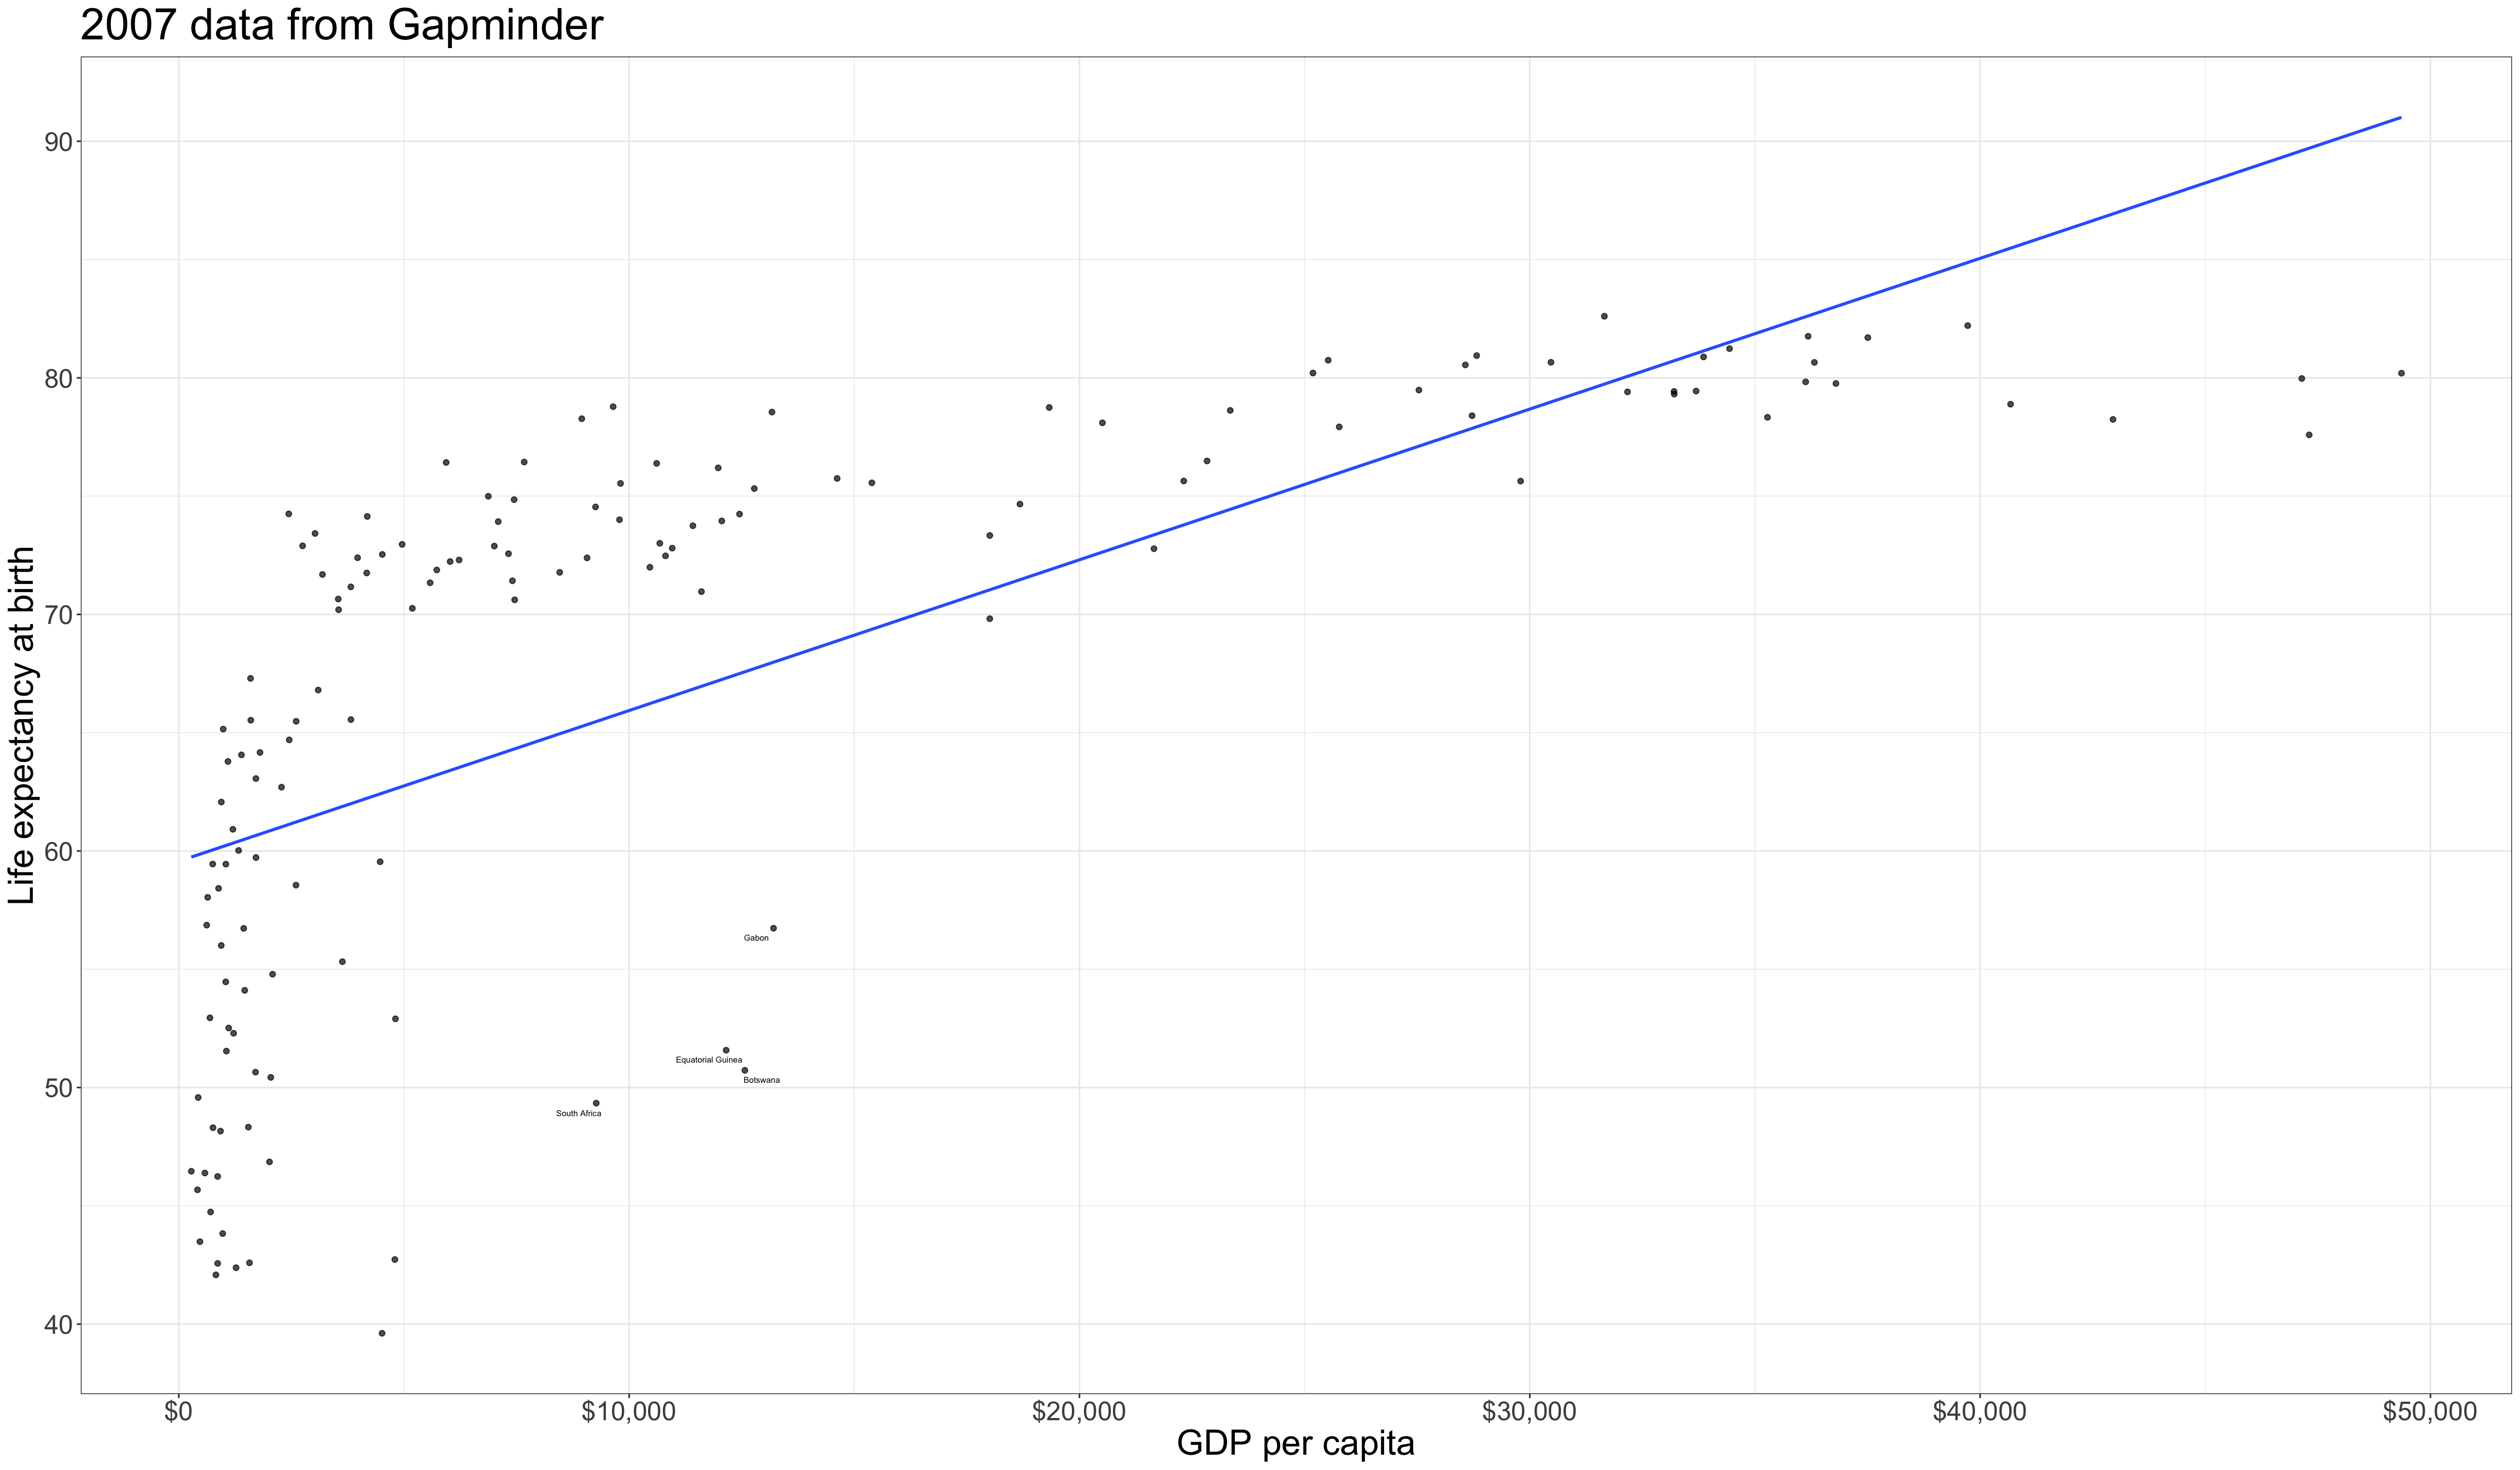 2007 data from Gapminder
Life expectancy at birth
90
80
70
60
50
40
Gabon
Equatorial Guinea
Botswana
South Africa
$0
$10,000
$20,000
$30,000
$40,000
$50,000
GDP per capita